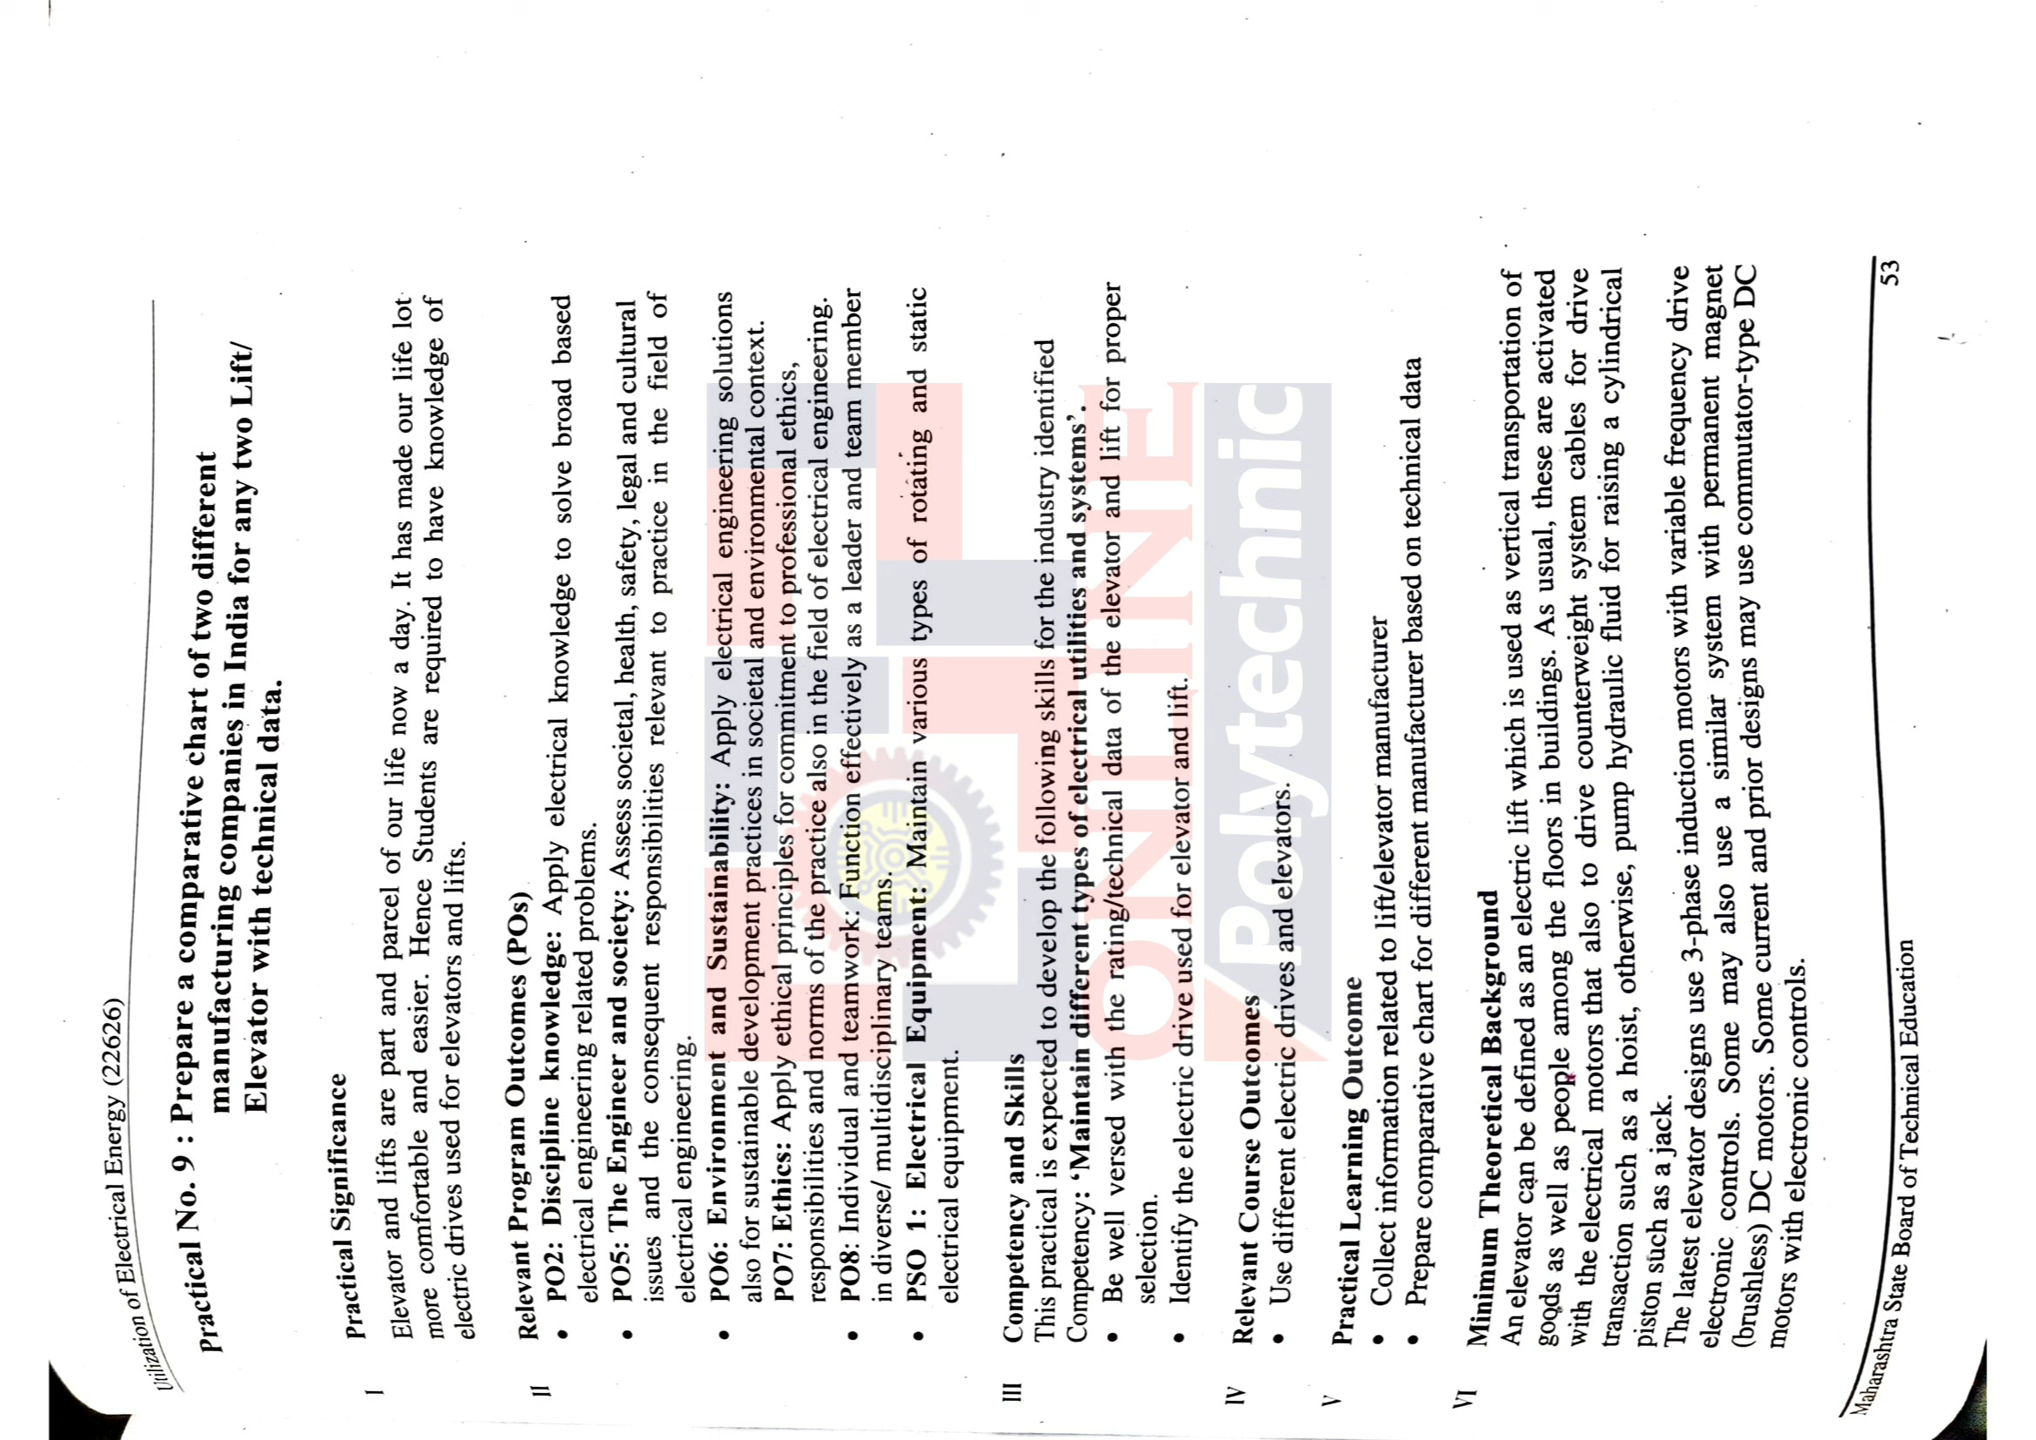 Utilization of Electrical Energy (22626)
Practical No. 9 : Prepare a comparative chart of two different
manufacturing companies in India for any two Lift/
Elevator with technical data.
I Practical Significance
Elevator and lifts are part and parcel of our life now a day. It has made our life lot
more comfortable and easier. Hence Students are required to have knowledge of
electric drives used for elevators and lifts.
II Relevant Program Outcomes (POs)
• PO2: Discipline knowledge: Apply electrical knowledge to solve broad based
electrical engineering related problems.
• PO5: The Engineer and society: Assess societal, health, safety, legal and cultural
issues and the consequent responsibilities relevant to practice in the field of
electrical engineering.
• PO6: Environment and Sustainability: Apply electrical engineering solutions
also for sustainable development practices in societal and environmental context.
PO7: Ethics: Apply ethical principles for commitment to professional ethics,
responsibilities and norms of the practice also in the field of electrical engineering.
• PO8: Individual and teamwork: Function effectively as a leader and team member
in diverse/ multidisciplinary teams.
• PSO 1: Electrical Equipment: Maintain various types of rotating and static
electrical equipment.
III Competency and Skills
This practical is expected to develop the following skills for the industry identified
Competency: 'Maintain different types of electrical utilities and systems'.
• Be well versed with the rating/technical data of the elevator and lift for proper
selection.
• Identify the electric drive used for elevator and lift.
IV Relevant Course Outcomes
• Use different electric drives and elevators.
V Practical Learning Outcome
• Collect information related to lift/elevator manufacturer
• Prepare comparative chart for different manufacturer based on technical data
VI Minimum Theoretical Background
An elevator can be defined as an electric lift which is used as vertical transportation of
goods as well as people among the floors in buildings. As usual, these are activated
with the electrical motors that also to drive counterweight system cables for drive
transaction such as a hoist, otherwise, pump hydraulic fluid for raising a cylindrical
piston such as a jack.
The latest elevator designs use 3-phase induction motors with variable frequency drive
electronic controls. Some may also use a similar system with permanent magnet
(brushless) DC motors. Some current and prior designs may use commutator-type DC
motors with electronic controls.
Maharashtra State Board of Technical Education 53
ONLINE
Polytechnic